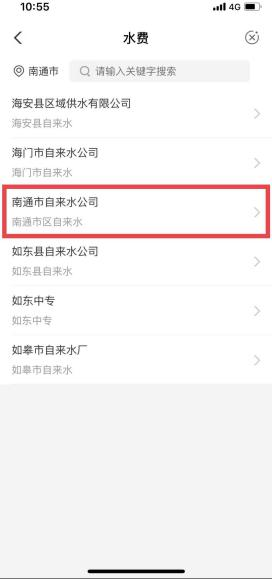 10:55 4G
水费
南通市 请输入关键字搜索
海安县区域供水有限公司
海安县自来水
海门市自来水公司
海门市自来水
南通市自来水公司
南通市区自来水
如东县自来水公司
如东县自来水
如东中专
如东中专
如皋市自来水厂
如皋市自来水